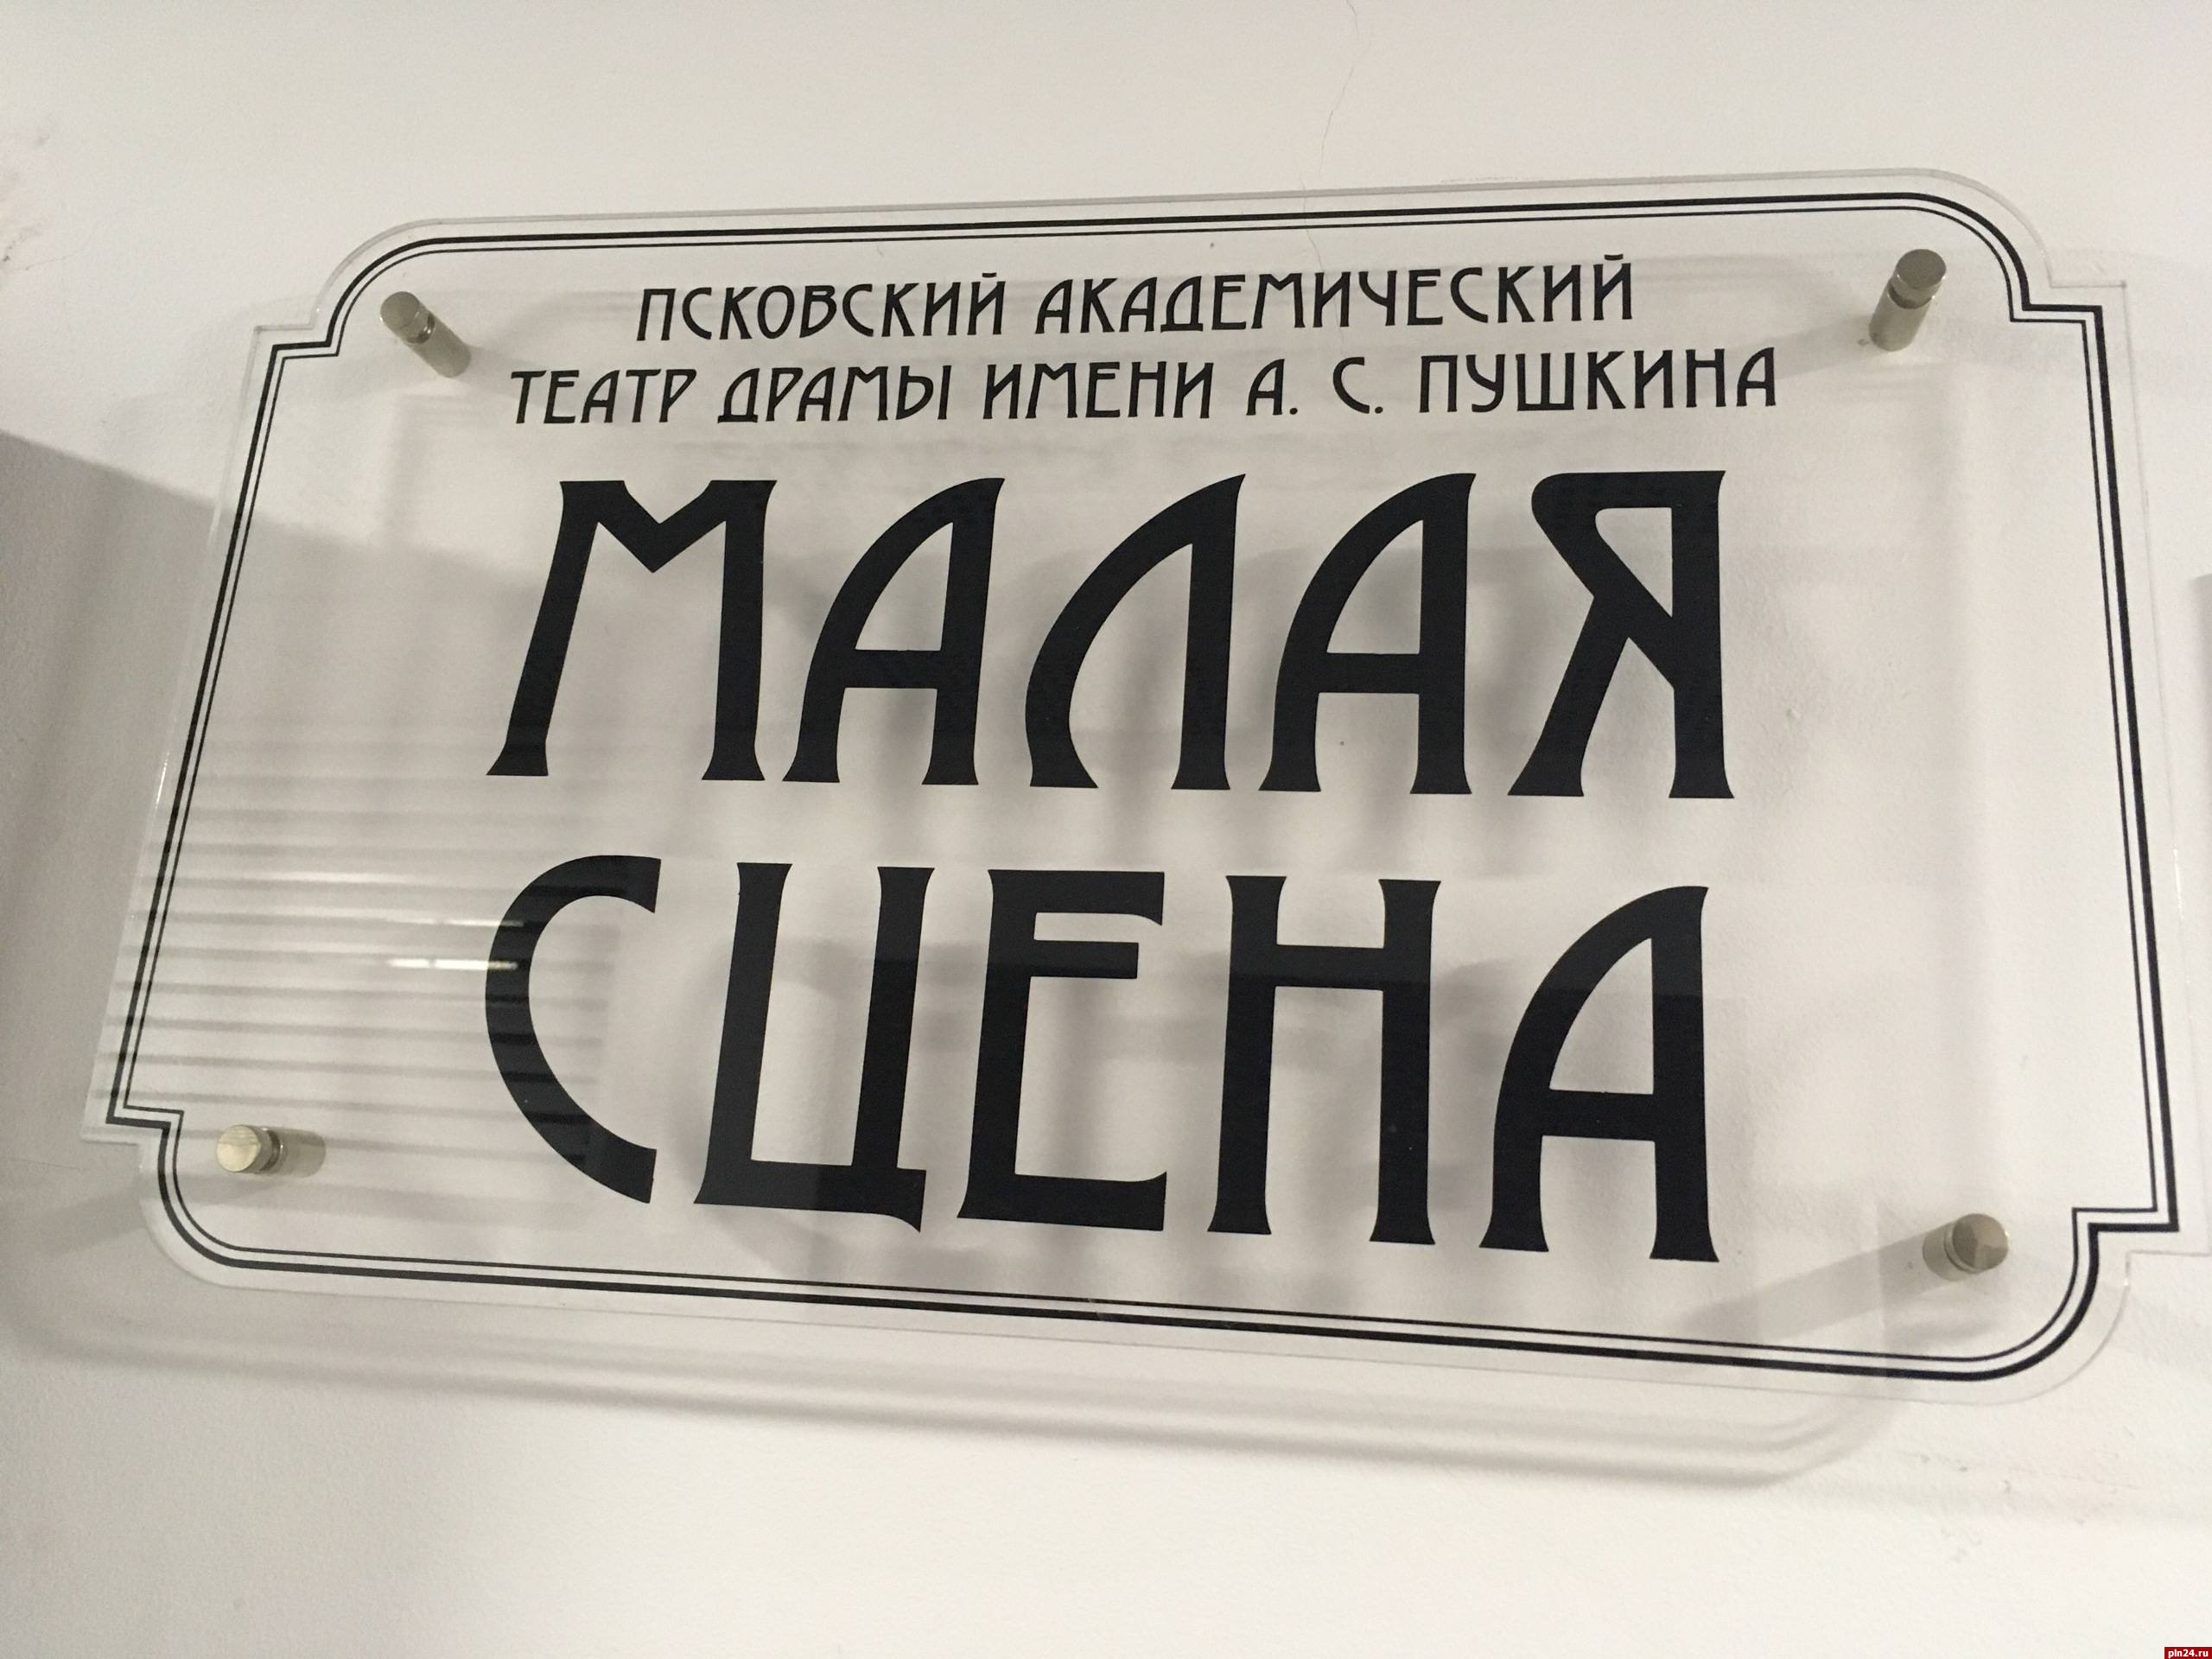 ПСКОВСКИЙ АКАДЕМИЧЕСКИЙ
ТЕАТР ДРАМЫ ИМЕНИ А. С. ПУШКИНА
МАЛАЯ
СЦЕНА
pln24.ru